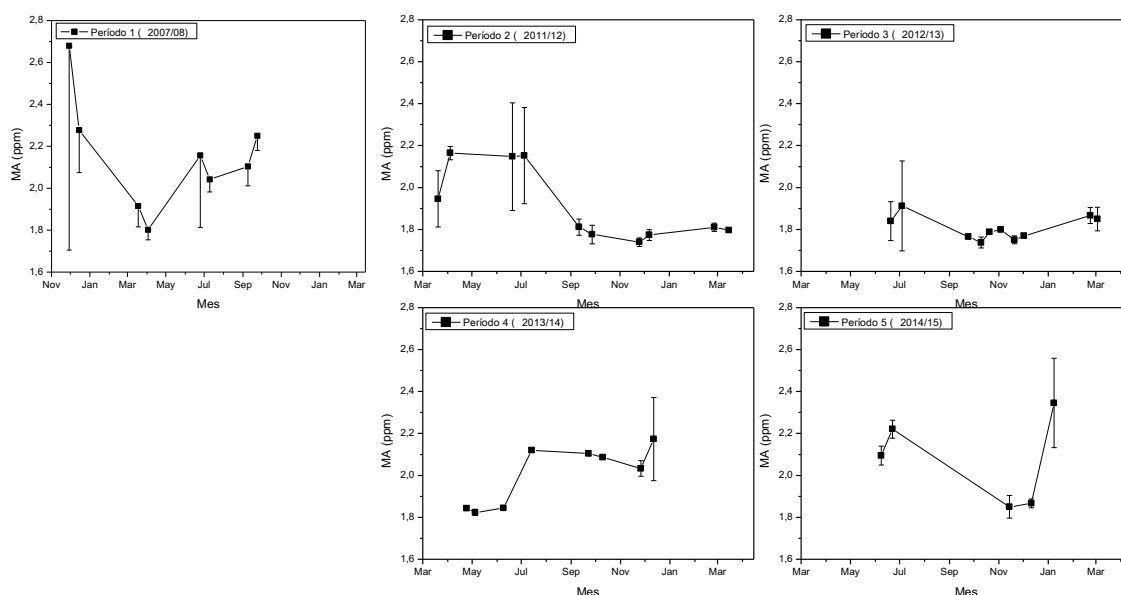 2,8
2,6
2,4
2,2
2,0
1,8
1,6
MA (ppm)
Período 1 ( 2007/08)
Nov Jan Mar May Jul Sep Nov Jan Mar
Mes
2,8
2,6
2,4
2,2
2,0
1,8
1,6
MA (ppm)
Período 2 ( 2011/12)
Mar May Jul Sep Nov Jan Mar
Mes
2,8
2,6
2,4
2,2
2,0
1,8
1,6
MA (ppm))
Período 3 ( 2012/13)
Mar May Jul Sep Nov Jan Mar
Mes
2,8
2,6
2,4
2,2
2,0
1,8
1,6
MA (ppm)
Período 4 ( 2013/14)
Mar May Jul Sep Nov Jan Mar
Mes
2,8
2,6
2,4
2,2
2,0
1,8
1,6
MA (ppm)
Período 5 ( 2014/15)
Mar May Jul Sep Nov Jan Mar
Mes